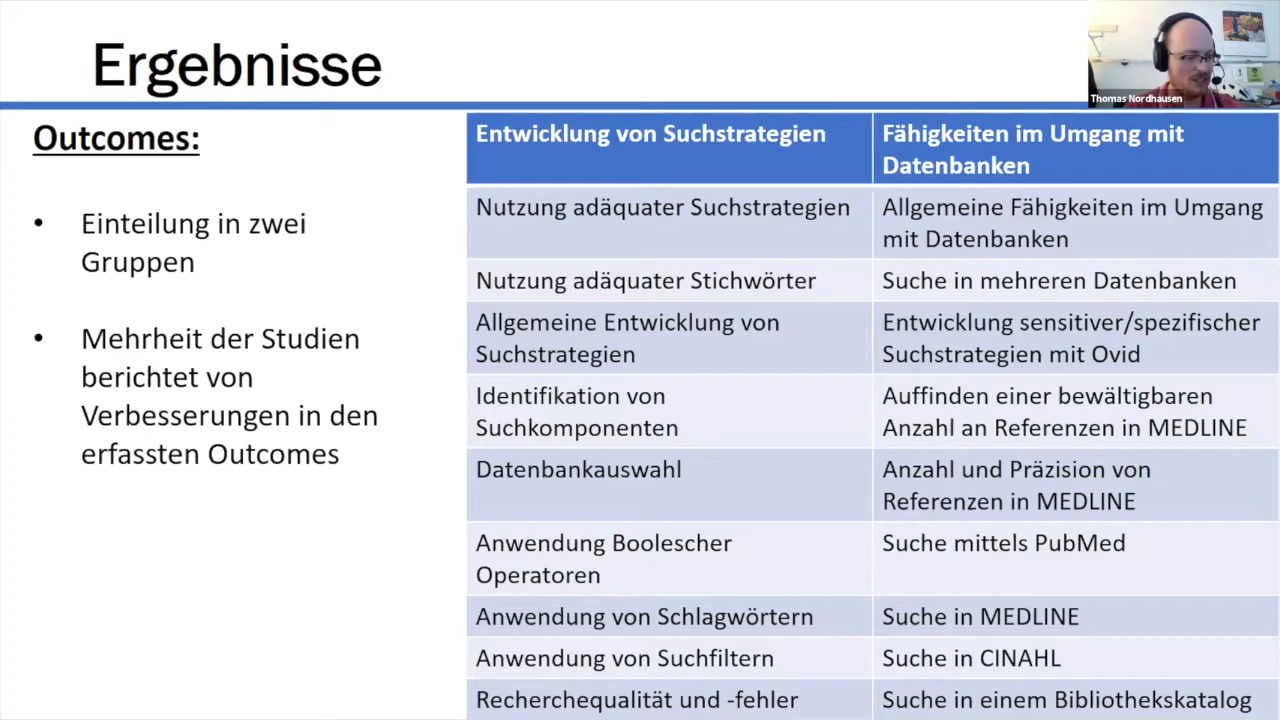 Ergebnisse
Thomas Nordhausen
Outcomes:
• Einteilung in zwei
Gruppen
• Mehrheit der Studien
berichtet von
Verbesserungen in den
erfassten Outcomes
Entwicklung von Suchstrategien
Fähigkeiten im Umgang mit
Datenbanken
Nutzung adäquater Suchstrategien
Allgemeine Fähigkeiten im Umgang
mit Datenbanken
Nutzung adäquater Stichwörter
Suche in mehreren Datenbanken
Allgemeine Entwicklung von
Suchstrategien
Entwicklung sensitiver/spezifischer
Suchstrategien mit Ovid
Identifikation von
Suchkomponenten
Auffinden einer bewältigbaren
Anzahl an Referenzen in MEDLINE
Datenbankauswahl
Anzahl und Präzision von
Referenzen in MEDLINE
Anwendung Boolescher
Operatoren
Suche mittels PubMed
Anwendung von Schlagwörtern
Suche in MEDLINE
Anwendung von Suchfiltern
Suche in CINAHL
Recherchequalität und -fehler
Suche in einem Bibliothekskatalog